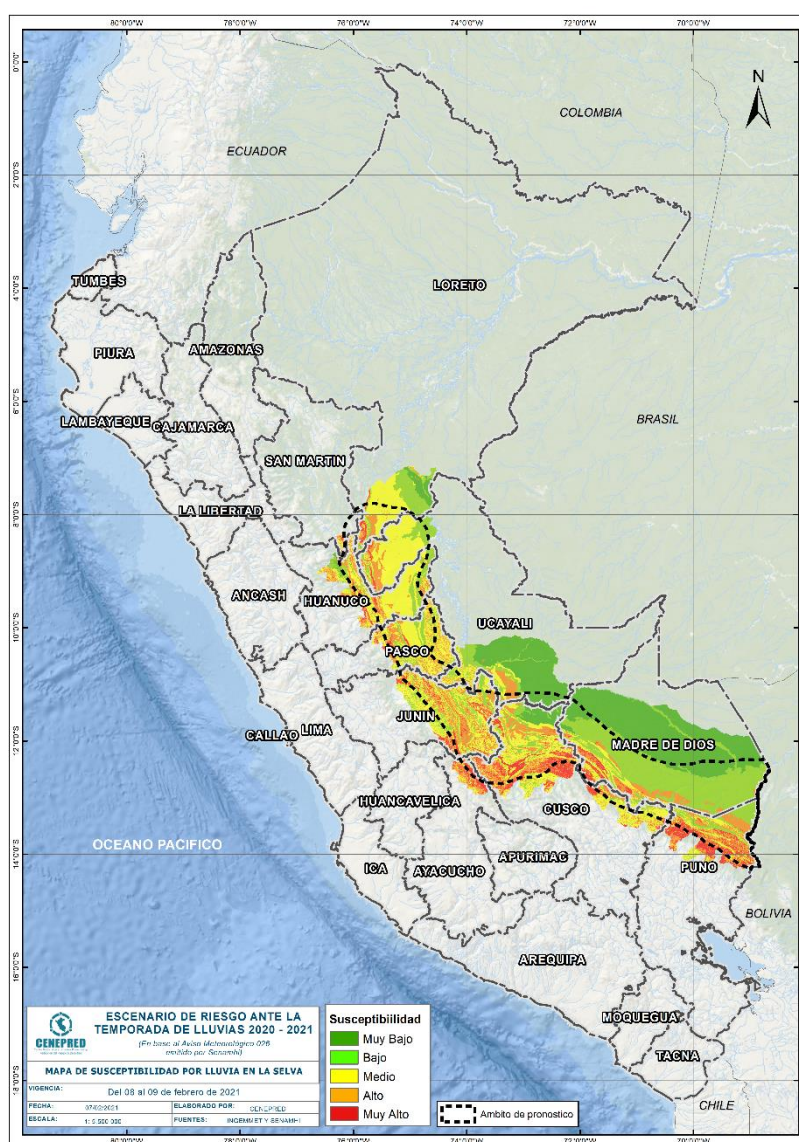 80°0'0"W 78°0'0"W 76°0'0"W 74°0'0"W 72°0'0"W 70°0'0"W
0°0'0"
N
COLOMBIA
ECUADOR
2°0'0"S
LORETO
TUMBES
4°0'0"S
PIURA
AMAZONAS
6°0'0"S
LAMBAYEQUE
CAJAMARCA
BRASIL
SAN MARTIN
8°0'0"S
LA LIBERTAD
ANCASH
HUANUCO
10°0'0"S
UCAYALI
PASCO
JUNIN
12°0'0"S
CALLAO
LIMA
MADRE DE DIOS
HUANCAVELICA
CUSCO
OCEANO PACÍFICO
14°0'0"S
ICA
AYACUCHO
APURIMAC
PUNO
BOLIVIA
AREQUIPA
16°0'0"S
MOQUEGUA
TACNA
18°0'0"S
CHILE
CENEPRED
ESCENARIO DE RIESGO ANTE LA
TEMPORADA DE LLUVIAS 2020 - 2021
(En base al Aviso Meteorológico 026
emitido por Senamhi)
MAPA DE SUSCEPTIBILIDAD POR LLUVIA EN LA SELVA
VIGENCIA: Del 08 al 09 de febrero de 2021
FECHA: 07/02/2021 ELABORADO POR: CENEPRED
ESCALA: 1: 5 500 000 FUENTES: INGEMMET Y SENAMHI
Susceptibiilidad
Muy Bajo
Bajo
Medio
Alto
Muy Alto
Ambito de pronostico
80°0'0"W 78°0'0"W 76°0'0"W 74°0'0"W 72°0'0"W 70°0'0"W